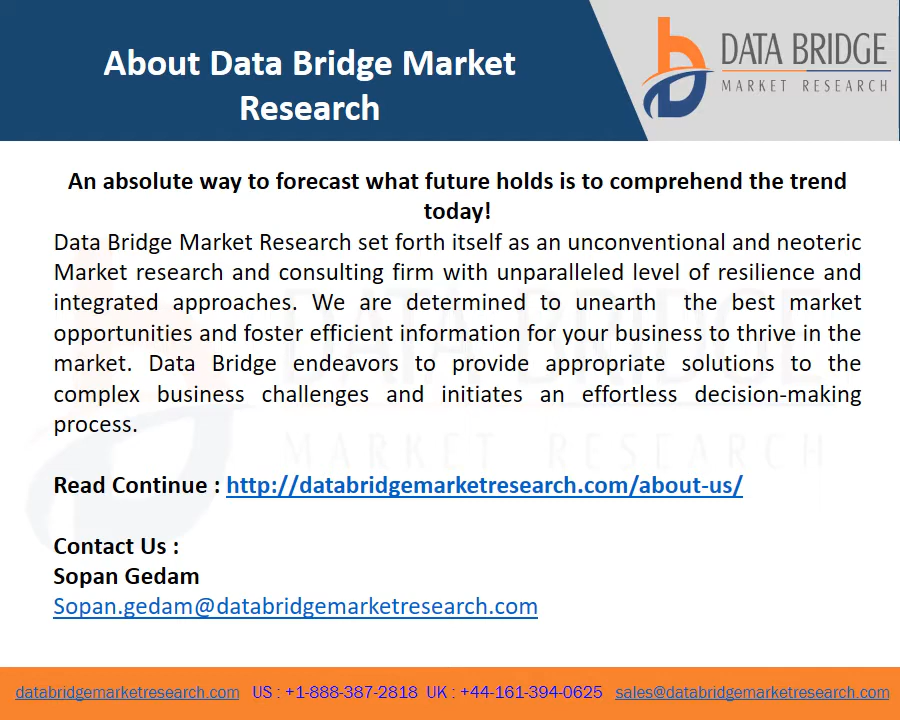 About Data Bridge Market
Research
DATA BRIDGE
MARKET RESEARCH
An absolute way to forecast what future holds is to comprehend the trend
today!
Data Bridge Market Research set forth itself as an unconventional and neoteric
Market research and consulting firm with unparalleled level of resilience and
integrated approaches. We are determined to unearth the best market
opportunities and foster efficient information for your business to thrive in the
market. Data Bridge endeavors to provide appropriate solutions to the
complex business challenges and initiates an effortless decision-making
process.
DATA BRIDGE
MARKET RESEARCH
Read Continue : http://databridgemarketresearch.com/about-us/
Contact Us :
Sopan Gedam
Sopan.gedam@databridgemarketresearch.com
databridgemarketresearch.com US : +1-888-387-2818 UK : +44-161-394-0625 sales@databridgemarketresearch.com